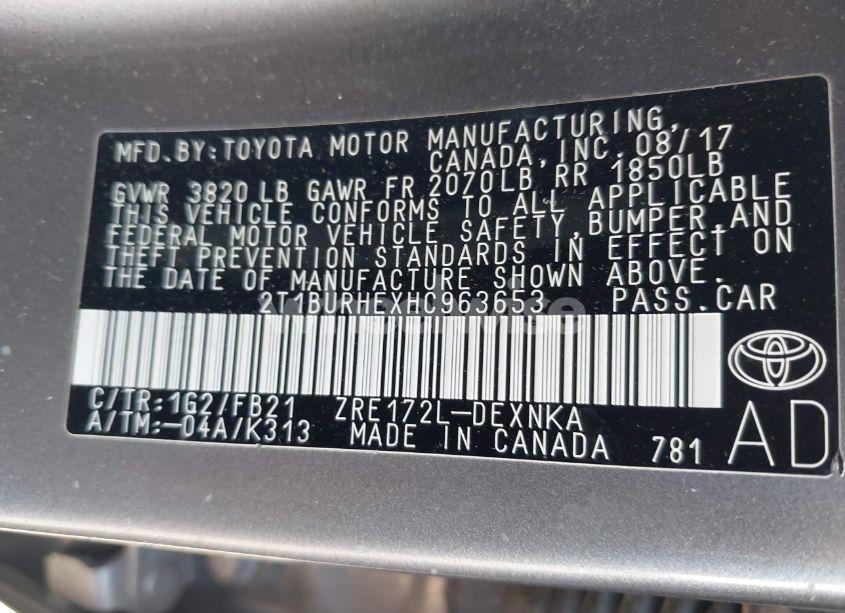 MFD.BY:TOYOTA MOTOR MANUFACTURING,
CANADA,INC. 08/17
GVWR 3820 LB GAWR FR 2070LB RR 1850LB
THIS VEHICLE CONFORMS TO ALL APPLICABLE
FEDERAL MOTOR VEHICLE SAFETY,BUMPER,AND
THEFT PREVENTION STANDARDS IN EFFECT ON
THE DATE OF MANUFACTURE SHOWN ABOVE.
2T1BURHEXHC963653 PASS.CAR
C/TR:1G2/FB21 ZRE172L-DEXNKA
A/TM:-04A/K313 MADE IN CANADA 781
AD